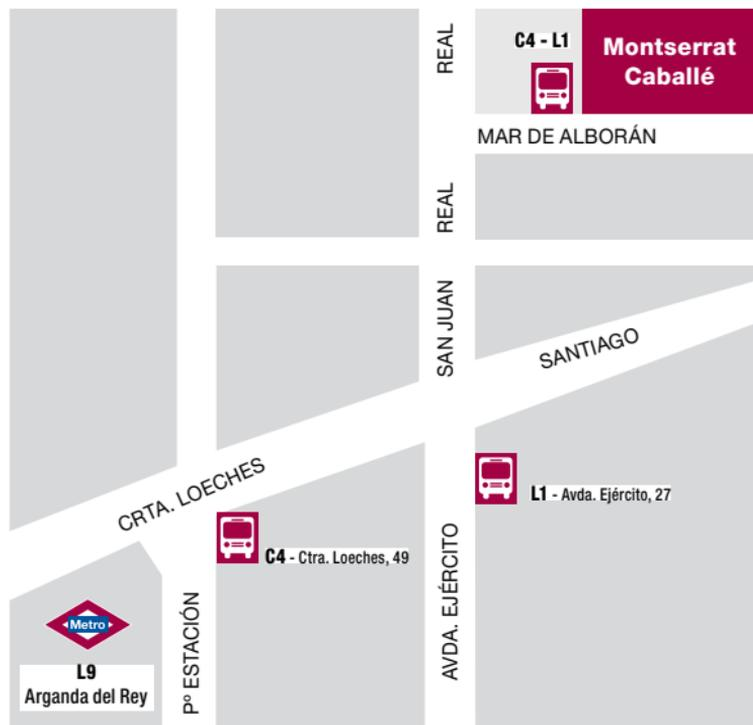 REAL
C4 - L1
Montserrat
Caballé
MAR DE ALBORÁN
REAL
SAN JUAN
SANTIAGO
CRTA. LOECHES
L1 - Avda. Ejército, 27
C4 - Ctra. Loeches, 49
AVDA. EJÉRCITO
Pº ESTACIÓN
Metro
L9
Arganda del Rey